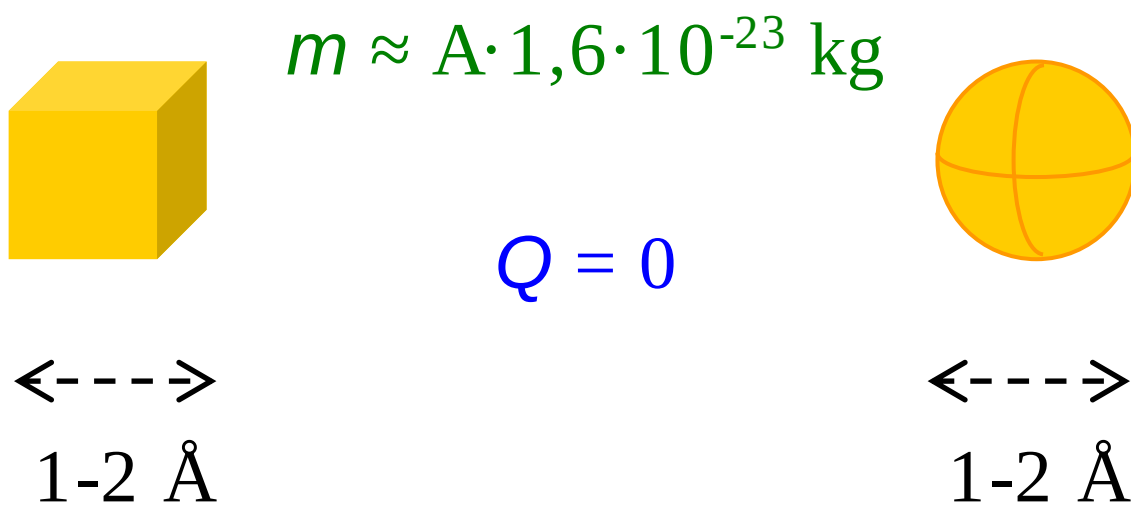 m ≈ A·1,6·10⁻²³ kg
Q = 0
1-2 Å
1-2 Å